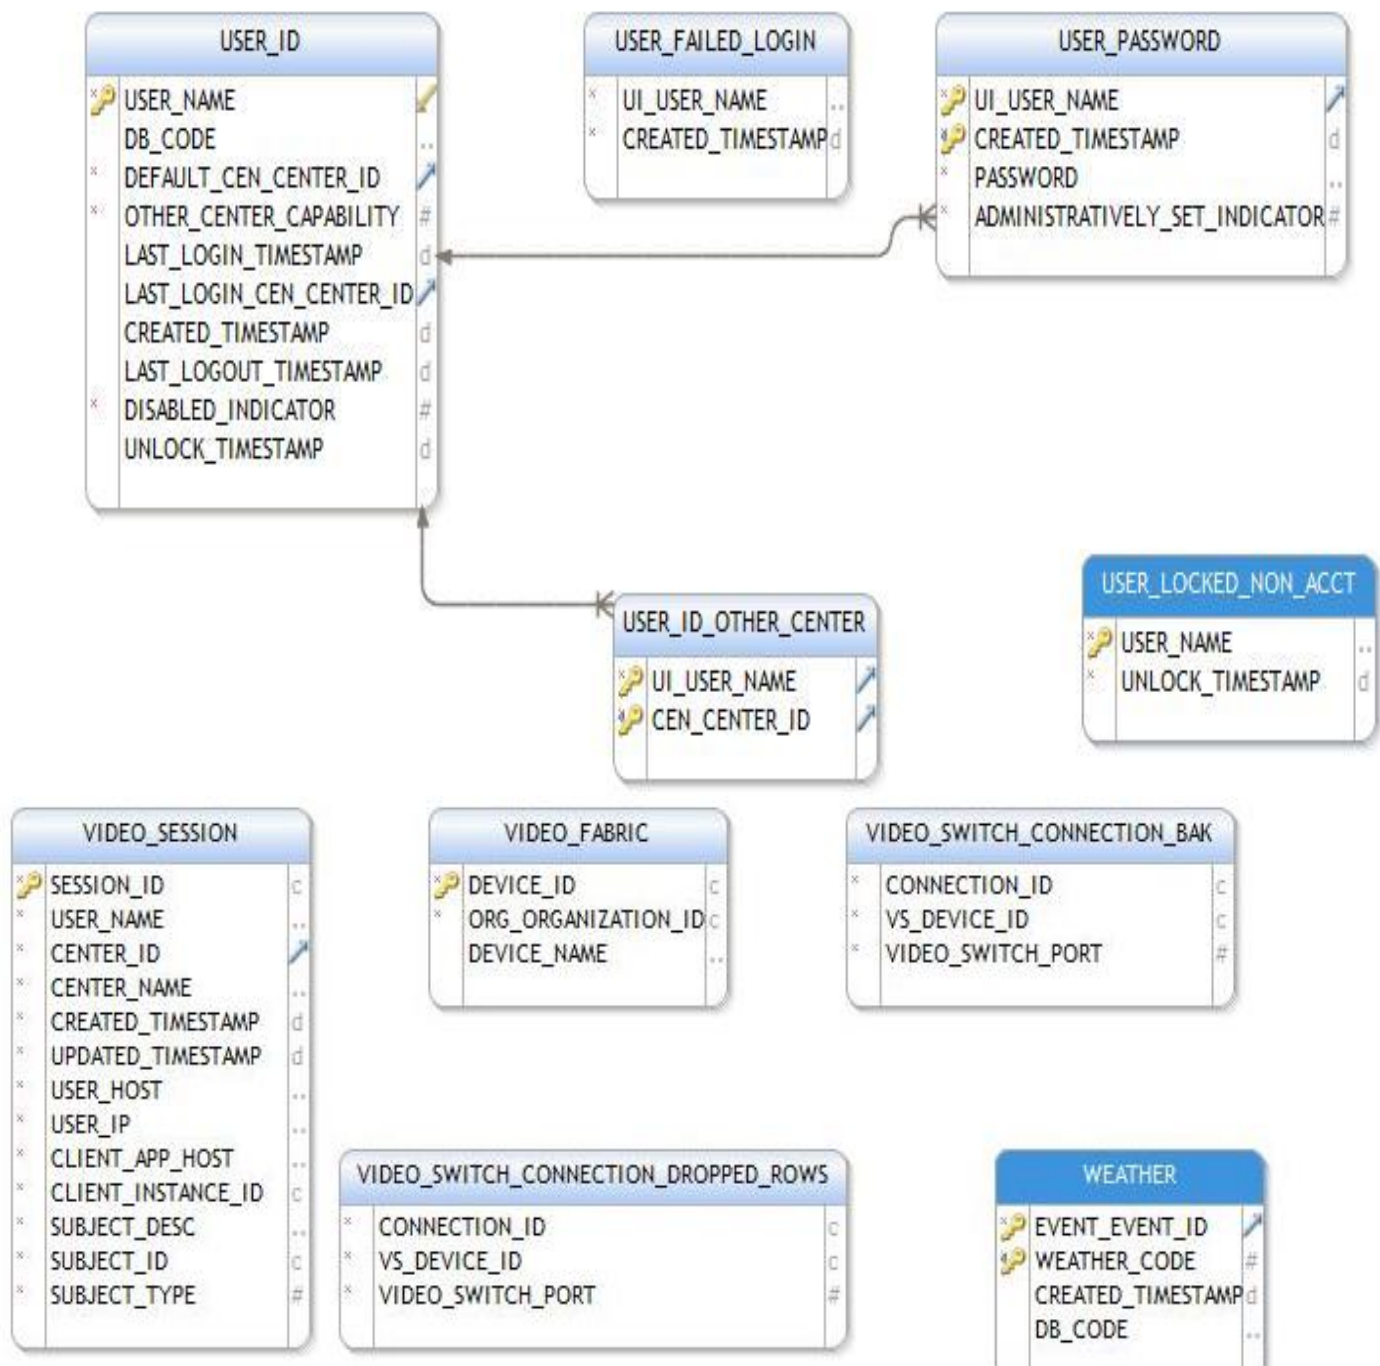 USER_ID
USER_NAME
DB_CODE
DEFAULT_CEN_CENTER_ID
OTHER_CENTER_CAPABILITY #
LAST_LOGIN_TIMESTAMP d
LAST_LOGIN_CEN_CENTER_ID
CREATED_TIMESTAMP d
LAST_LOGOUT_TIMESTAMP d
DISABLED_INDICATOR #
UNLOCK_TIMESTAMP d
USER_FAILED_LOGIN
UI_USER_NAME
CREATED_TIMESTAMP d
USER_PASSWORD
UI_USER_NAME
CREATED_TIMESTAMP d
PASSWORD
ADMINISTRATIVELY_SET_INDICATOR #
USER_ID_OTHER_CENTER
UI_USER_NAME
CEN_CENTER_ID
USER_LOCKED_NON_ACCT
USER_NAME
UNLOCK_TIMESTAMP d
VIDEO_SESSION
SESSION_ID c
USER_NAME
CENTER_ID
CENTER_NAME
CREATED_TIMESTAMP d
UPDATED_TIMESTAMP d
USER_HOST
USER_IP
CLIENT_APP_HOST
CLIENT_INSTANCE_ID c
SUBJECT_DESC
SUBJECT_ID c
SUBJECT_TYPE #
VIDEO_FABRIC
DEVICE_ID c
ORG_ORGANIZATION_ID c
DEVICE_NAME
VIDEO_SWITCH_CONNECTION_BAK
CONNECTION_ID c
VS_DEVICE_ID c
VIDEO_SWITCH_PORT #
VIDEO_SWITCH_CONNECTION_DROPPED_ROWS
CONNECTION_ID c
VS_DEVICE_ID c
VIDEO_SWITCH_PORT #
WEATHER
EVENT_EVENT_ID
WEATHER_CODE #
CREATED_TIMESTAMP d
DB_CODE